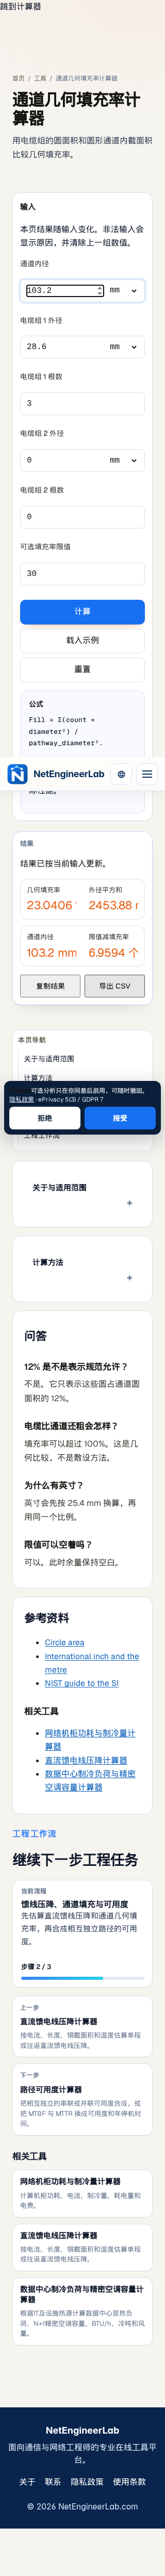 跳到计算器
首页 / 工具 / 通道几何填充率计算器
通道几何填充率计
算器
用电缆组的圆面积和圆形通道内截面积
比较几何填充率。
输入
本页结果随输入变化。非法输入会
显示原因，并清除上一组数值。
通道内径
103.2 mm
电缆组 1 外径
28.6 mm
电缆组 1 根数
3
电缆组 2 外径
0 mm
电缆组 2 根数
0
可选填充率限值
30
计算
载入示例
重置
公式
Fill = Σ(count ×
diameter²) /
pathway_diameter².
NetEngineerLab
结果
结果已按当前输入更新。
几何填充率 外径平方和
23.0406 2453.88
通道内径 限值减填充率
103.2 mm 6.9594 个
复制结果 导出 CSV
本页导航
关于与适用范围
计算方法
可选分析只在你同意后启用，可随时撤回。
隐私政策 · ePrivacy 5(3) / GDPR 7
拒绝 接受
工程工作流
关于与适用范围
+
计算方法
+
问答
12% 是不是表示规范允许？
不是。它只表示这些圆占通道圆
面积的 12%。
电缆比通道还粗会怎样？
填充率可以超过 100%。这是几
何比较，不是敷设方法。
为什么有英寸？
英寸会先按 25.4 mm 换算，再
用同一个比例。
限值可以空着吗？
可以。此时余量保持空白。
参考资料
• Circle area
• International inch and the
metre
• NIST guide to the SI
相关工具
• 网络机柜功耗与制冷量计
算器
• 直流馈电线压降计算器
• 数据中心制冷负荷与精密
空调容量计算器
工程工作流
继续下一步工程任务
当前流程
馈线压降、通道填充与可用度
先估算直流馈线压降和通道几何填
充率，再合成相互独立路径的可用
度。
步骤 2 / 3
上一步
直流馈电线压降计算器
按电流、长度、铜截面积和温度估算单程
或往返直流馈电线压降。
下一步
路径可用度计算器
把相互独立的串联或并联可用度合成，或
把 MTBF 与 MTTR 换成可用度和年停机时
间。
相关工具
网络机柜功耗与制冷量计算器
计算机柜功耗、电流、制冷量、耗电量和
电费。
直流馈电线压降计算器
按电流、长度、铜截面积和温度估算单程
或往返直流馈电线压降。
数据中心制冷负荷与精密空调容量计
算器
根据IT及设施热源计算数据中心显热负
荷、N+1精密空调容量、BTU/h、冷吨和风
量。
NetEngineerLab
面向通信与网络工程师的专业在线工具平
台。
关于 联系 隐私政策 使用条款
© 2026 NetEngineerLab.com